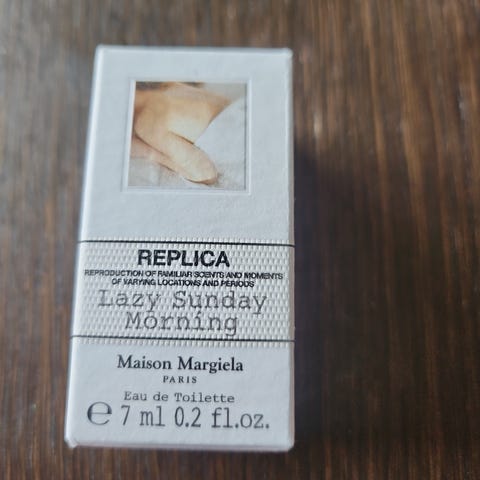 REPLICA
REPRODUCTION OF FAMILIAR SCENTS AND MOMENTS
OF VARYING LOCATIONS AND PERIODS
Lazy Sunday
Morning
Maison Margiela
PARIS
Eau de Toilette
℮ 7 ml 0.2 fl.oz.